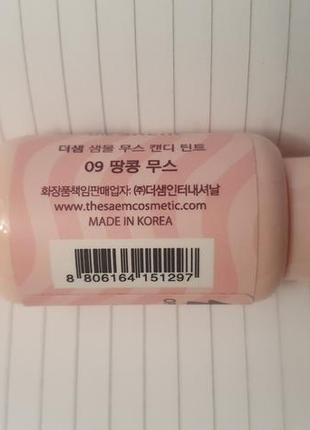 더샘 샘물 무스 캔디 틴트
09 땅콩 무스
화장품책임판매업자: ㈜더샘인터내셔날
www.thesaemcosmetic.com
MADE IN KOREA
8 806164 151297